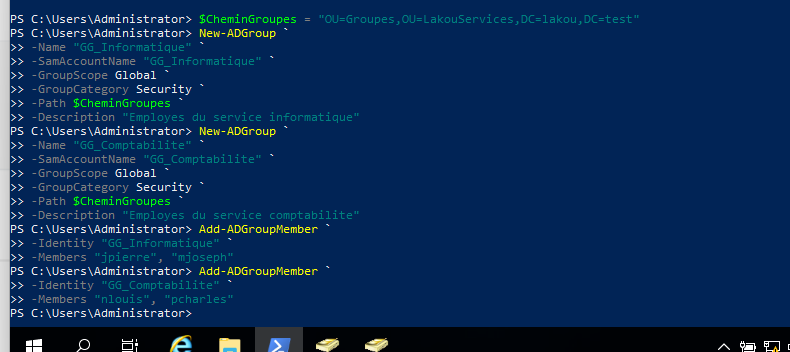 PS C:\Users\Administrator> $CheminGroupes = "OU=Groupes,OU=LakouServices,DC=lakou,DC=test"
PS C:\Users\Administrator> New-ADGroup `
>> -Name "GG_Informatique" `
>> -SamAccountName "GG_Informatique" `
>> -GroupScope Global `
>> -GroupCategory Security `
>> -Path $CheminGroupes `
>> -Description "Employes du service informatique"
PS C:\Users\Administrator> New-ADGroup `
>> -Name "GG_Comptabilite" `
>> -SamAccountName "GG_Comptabilite" `
>> -GroupScope Global `
>> -GroupCategory Security `
>> -Path $CheminGroupes `
>> -Description "Employes du service comptabilite"
PS C:\Users\Administrator> Add-ADGroupMember `
>> -Identity "GG_Informatique" `
>> -Members "jpierre", "mjoseph"
PS C:\Users\Administrator> Add-ADGroupMember `
>> -Identity "GG_Comptabilite" `
>> -Members "nlouis", "pcharles"
PS C:\Users\Administrator>